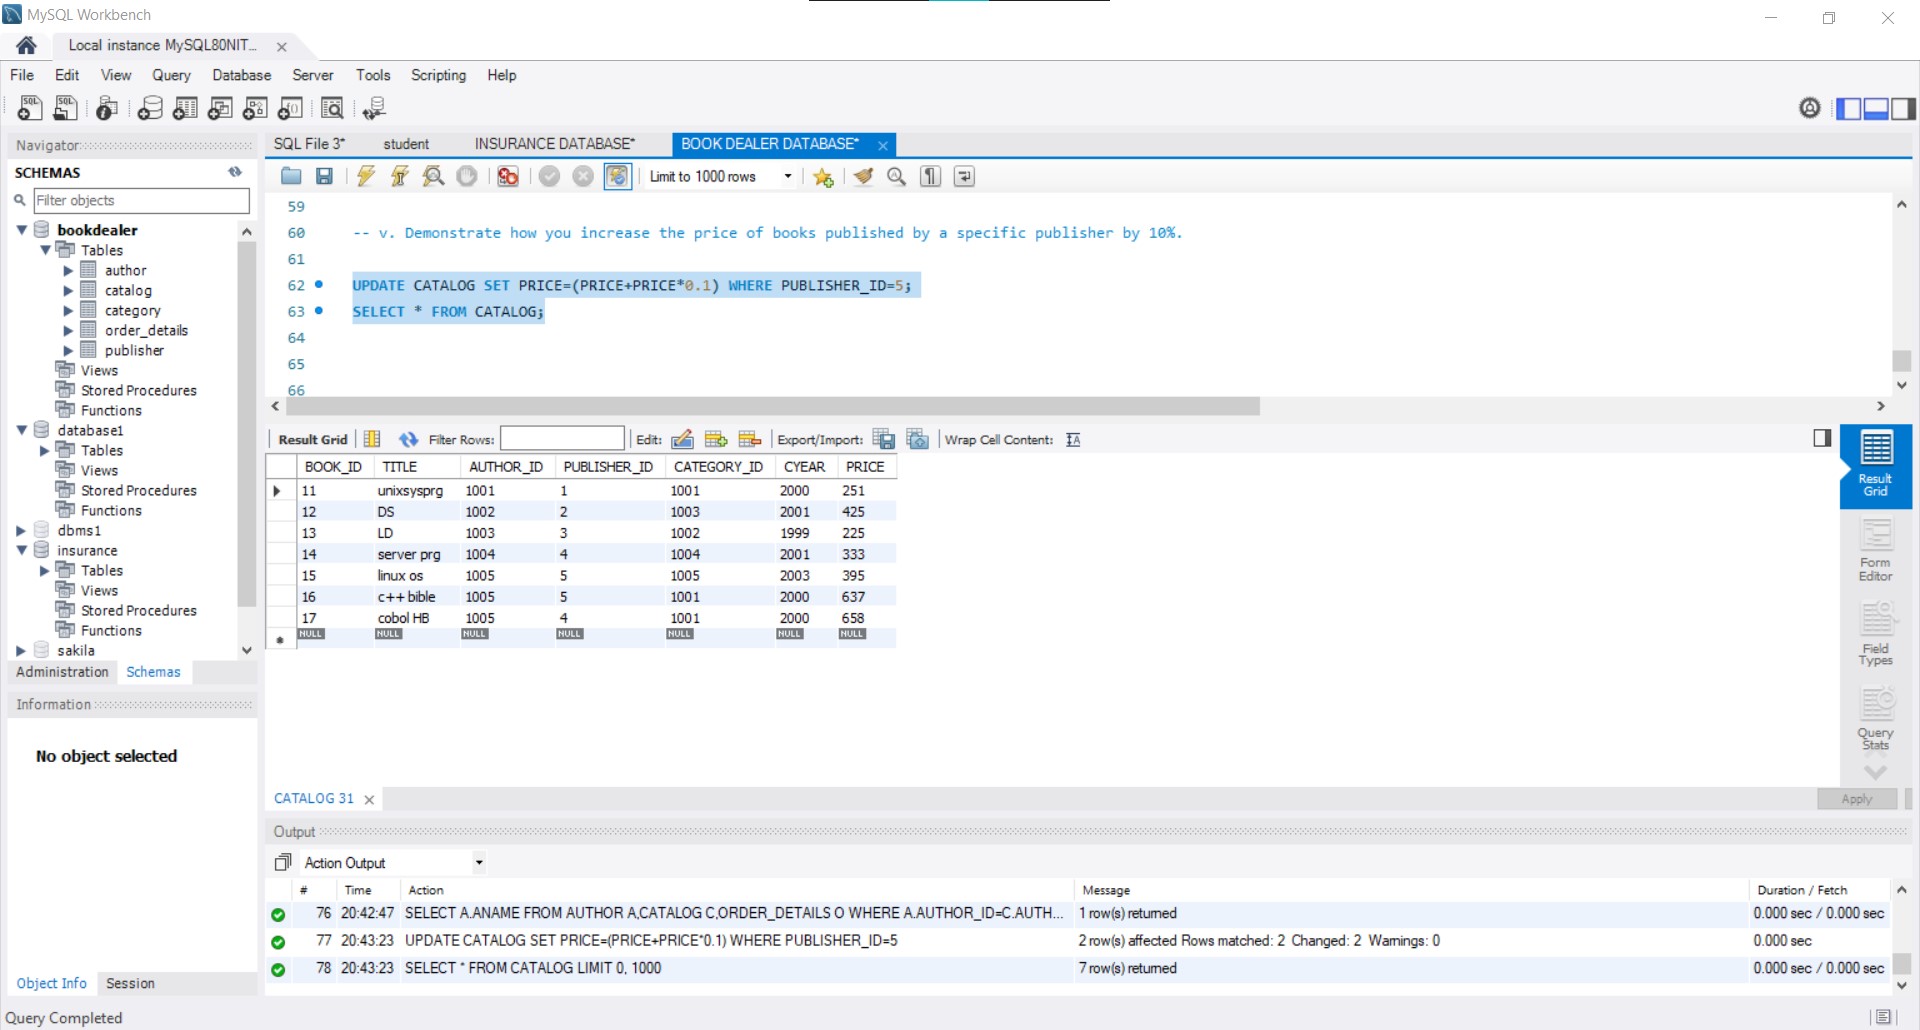 MySQL Workbench
Local instance MySQL80NIT...
File Edit View Query Database Server Tools Scripting Help
Navigator
SCHEMAS
Filter objects
bookdealer
Tables
author
catalog
category
order_details
publisher
Views
Stored Procedures
Functions
database1
Tables
Views
Stored Procedures
Functions
dbms1
insurance
Tables
Views
Stored Procedures
Functions
sakila
Administration Schemas
Information
No object selected
Object Info Session
SQL File 3* student INSURANCE DATABASE* BOOK DEALER DATABASE*
Limit to 1000 rows
59
60 -- v. Demonstrate how you increase the price of books published by a specific publisher by 10%.
61
62 UPDATE CATALOG SET PRICE=(PRICE+PRICE*0.1) WHERE PUBLISHER_ID=5;
63 SELECT * FROM CATALOG;
64
65
66
Result Grid Filter Rows: Edit: Export/Import: Wrap Cell Content:
BOOK_ID TITLE AUTHOR_ID PUBLISHER_ID CATEGORY_ID CYEAR PRICE
11 unixsysprg 1001 1 1001 2000 251
12 DS 1002 2 1003 2001 425
13 LD 1003 3 1002 1999 225
14 server prg 1004 4 1004 2001 333
15 linux os 1005 5 1005 2003 395
16 c++ bible 1005 5 1001 2000 637
17 cobol HB 1005 4 1001 2000 658
NULL NULL NULL NULL NULL NULL NULL
Result
Grid
Form
Editor
Field
Types
Query
Stats
CATALOG 31
Apply
Output
Action Output
# Time Action Message Duration / Fetch
76 20:42:47 SELECT A.ANAME FROM AUTHOR A,CATALOG C,ORDER_DETAILS O WHERE A.AUTHOR_ID=C.AUTH... 1 row(s) returned 0.000 sec / 0.000 sec
77 20:43:23 UPDATE CATALOG SET PRICE=(PRICE+PRICE*0.1) WHERE PUBLISHER_ID=5 2 row(s) affected Rows matched: 2 Changed: 2 Warnings: 0 0.000 sec
78 20:43:23 SELECT * FROM CATALOG LIMIT 0, 1000 7 row(s) returned 0.000 sec / 0.000 sec
Query Completed